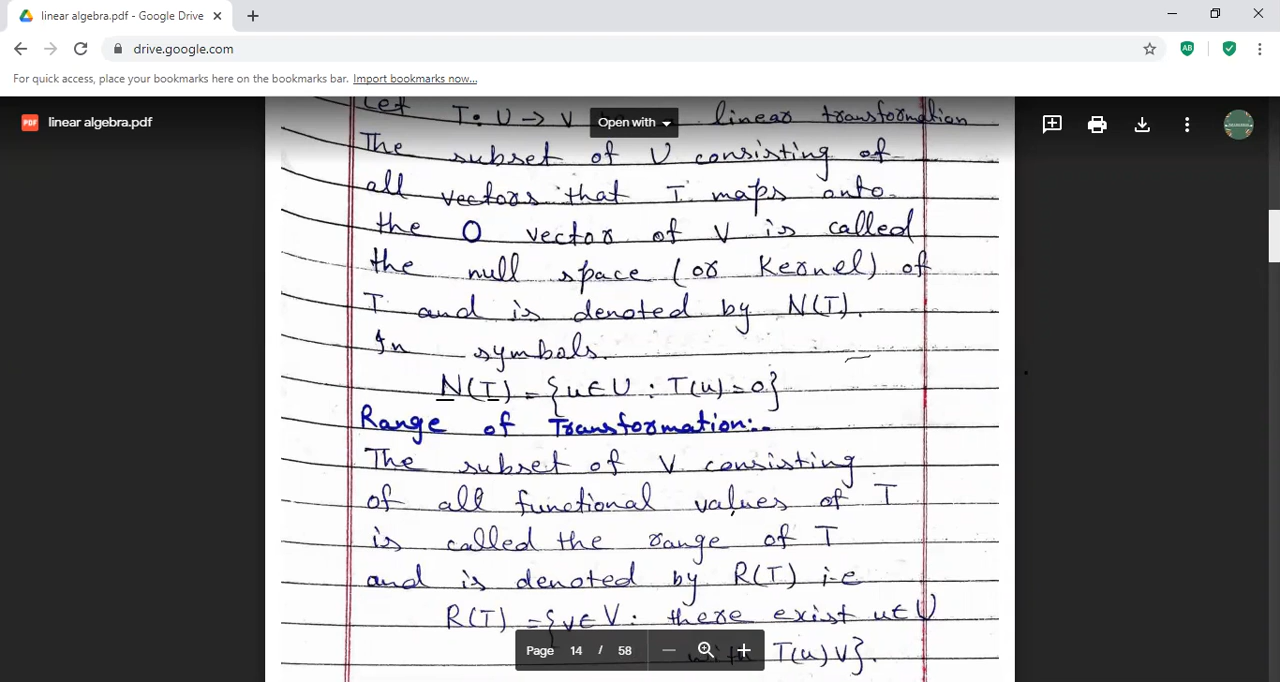 linear algebra.pdf - Google Drive
drive.google.com
For quick access, place your bookmarks here on the bookmarks bar. Import bookmarks now...
PDF linear algebra.pdf
Open with
Let T: U → V linear transformation
The subset of U consisting of
all vectors that T maps onto
the 0 vector of V is called
the null space (or Kernel) of
T and is denoted by N(T).
In symbols.
N(T) = {u∈U : T(u)=0}
Range of Transformation:-
The subset of V consisting
of all functional values of T
is called the range of T
and is denoted by R(T) i-e
R(T) = {v∈V: there exist u∈U
with T(u) V}.
Page 14 / 58